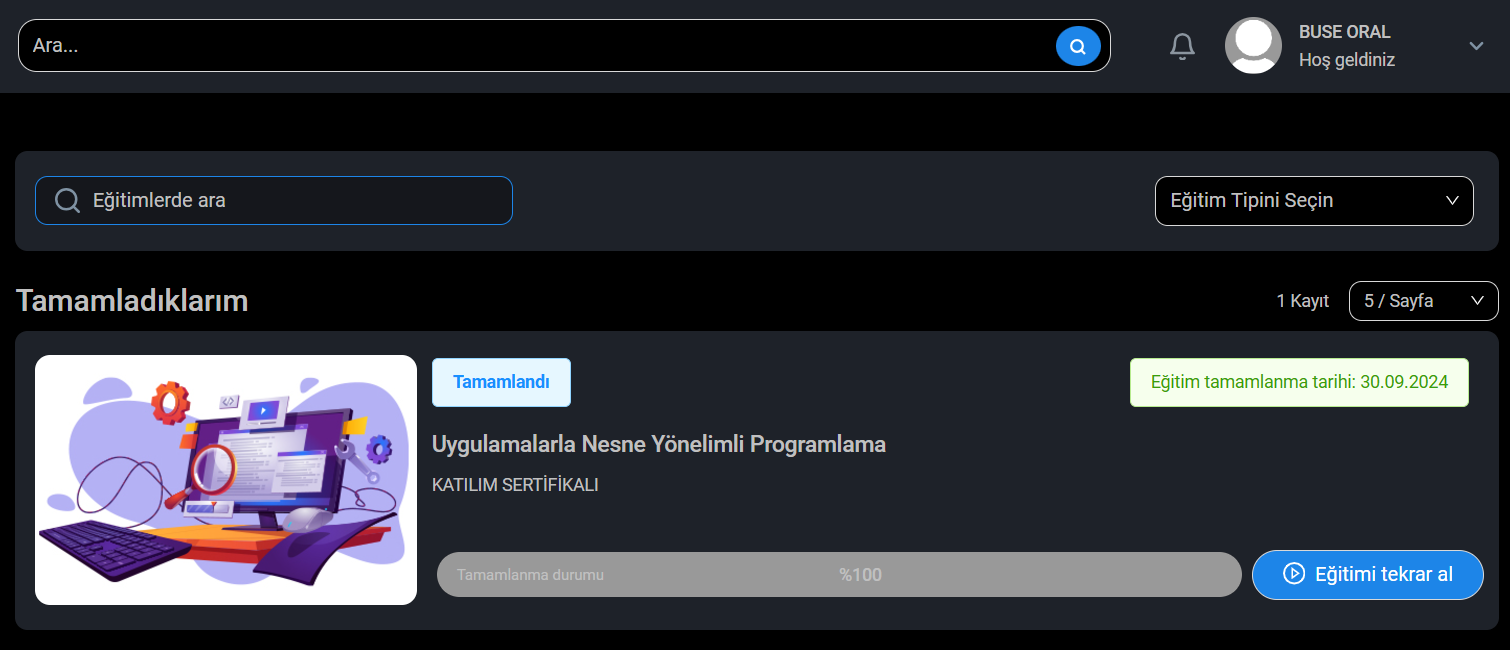 Ara...
BUSE ORAL
Hoş geldiniz
Eğitimlerde ara
Eğitim Tipini Seçin
Tamamladıklarım
1 Kayıt
5 / Sayfa
Tamamlandı
Eğitim tamamlanma tarihi: 30.09.2024
Uygulamalarla Nesne Yönelimli Programlama
KATILIM SERTİFİKALI
Tamamlanma durumu
%100
Eğitimi tekrar al